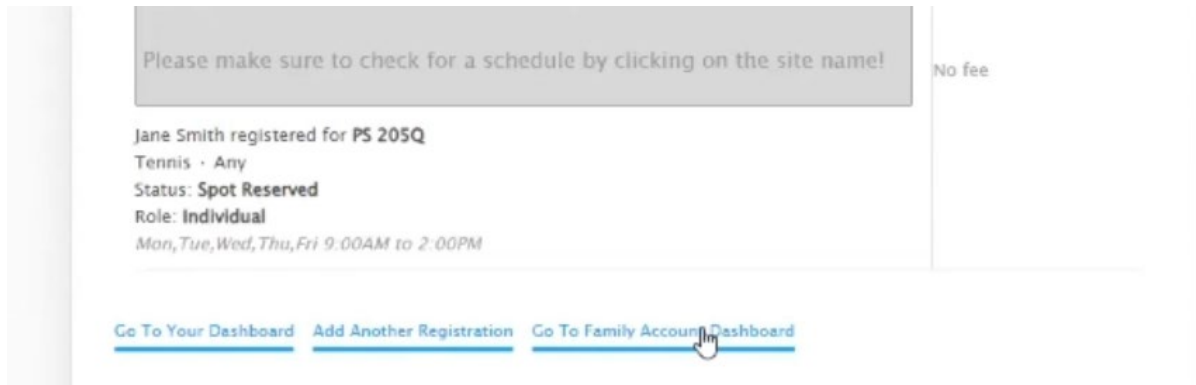 Please make sure to check for a schedule by clicking on the site name!
No fee
Jane Smith registered for PS 205Q
Tennis · Any
Status: Spot Reserved
Role: Individual
Mon,Tue,Wed,Thu,Fri 9:00AM to 2:00PM
Go To Your Dashboard Add Another Registration Go To Family Account Dashboard